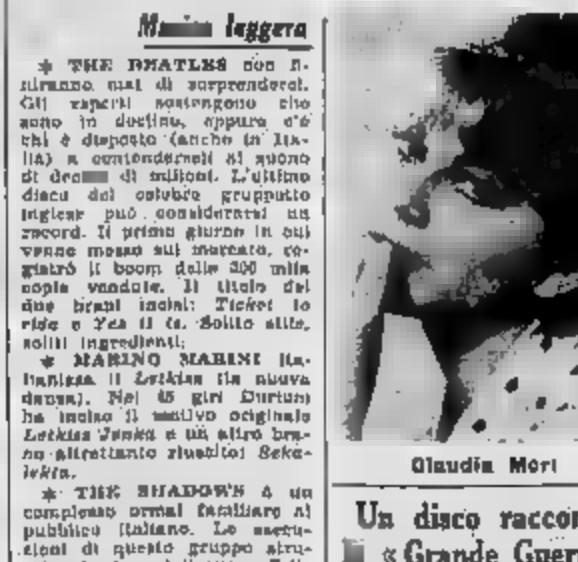 leggera
* THE BEATLES non fi-
niranno mai di sorprenderci.
Gli esperti sostengono che
sono in declino, eppure c'è
chi è disposto (anche in Ita-
lia) a contenderseli al suono
di di milioni. L'ultimo
disco del celebre gruppetto
inglese può considerarsi un
record. Il primo giorno in cui
venne messo sul mercato, re-
gistrò il boom delle 300 mila
copie vendute. Il titolo dei
due brani incisi: Ticket to
ride e Yes it is. Solito stile,
soliti ingredienti.
* MARINO MARINI ita-
lianizza il Letkiss (la nuova
danza). Nel 45 giri Durium
ha inciso il motivo originale
Letkiss Jenka e un altro bra-
no altrettanto riuscito:
* THE SHADOWS è un
complesso ormai familiare al
pubblico italiano. Le esecu-
zioni di questo gruppo stru-
Claudia Mori
Un disco raccon
« Grande Guer